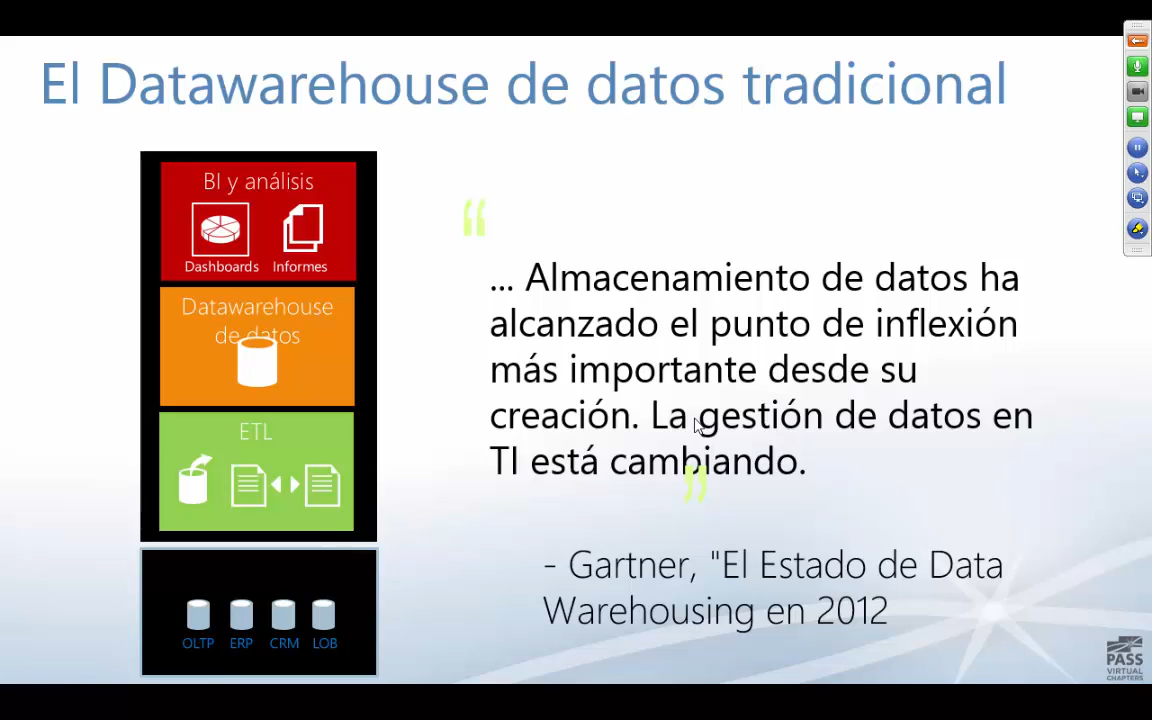 El Datawarehouse de datos tradicional
BI y análisis
Dashboards
Informes
Datawarehouse
de datos
ETL
OLTP
ERP
CRM
LOB
“
... Almacenamiento de datos ha
alcanzado el punto de inflexión
más importante desde su
creación. La gestión de datos en
TI está cambiando.
”
- Gartner, "El Estado de Data
Warehousing en 2012
PASS
VIRTUAL
CHAPTERS